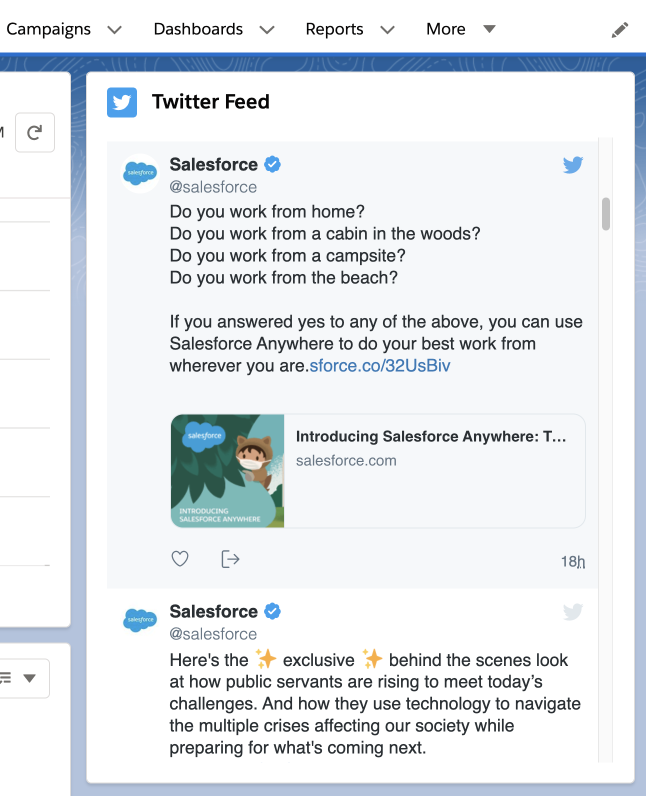 Campaigns Dashboards Reports More
Twitter Feed
Salesforce
@salesforce
Do you work from home?
Do you work from a cabin in the woods?
Do you work from a campsite?
Do you work from the beach?
If you answered yes to any of the above, you can use
Salesforce Anywhere to do your best work from
wherever you are.sforce.co/32UsBiv
salesforce
Introducing Salesforce Anywhere: T...
salesforce.com
INTRODUCING
SALESFORCE ANYWHERE
18h
Salesforce
@salesforce
Here's the ✨ exclusive ✨ behind the scenes look
at how public servants are rising to meet today’s
challenges. And how they use technology to navigate
the multiple crises affecting our society while
preparing for what's coming next.